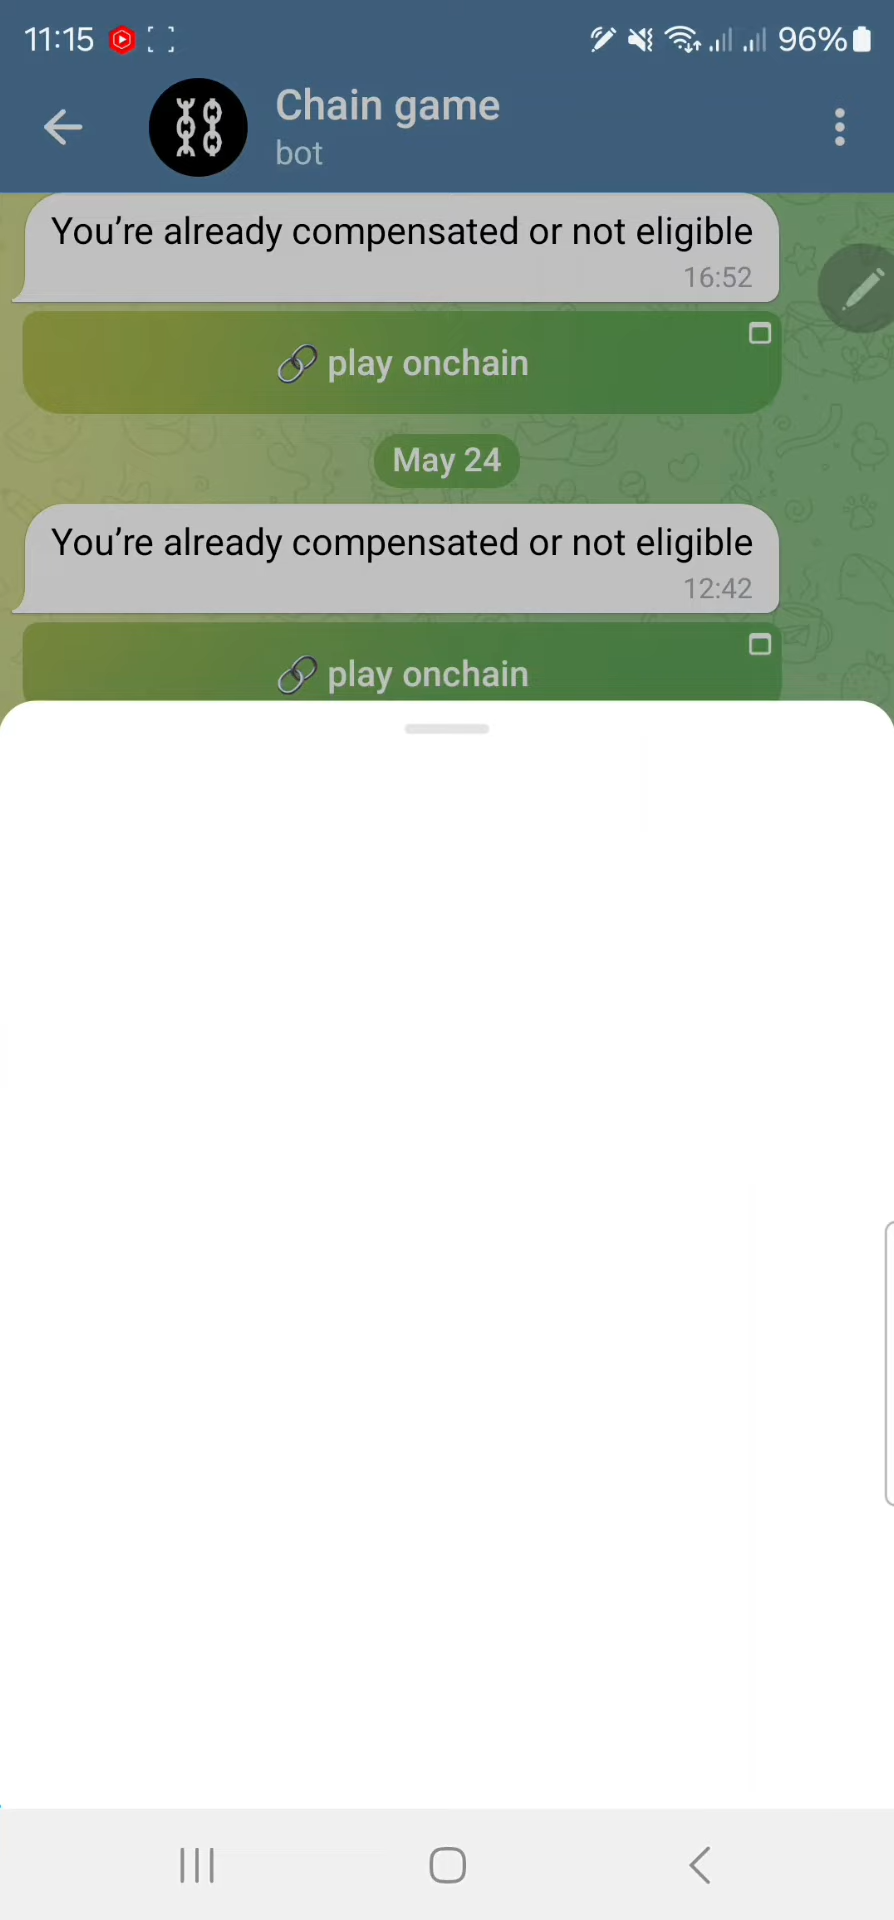 11:15
96%
Chain game
bot
You're already compensated or not eligible
16:52
play onchain
May 24
You're already compensated or not eligible
12:42
play onchain